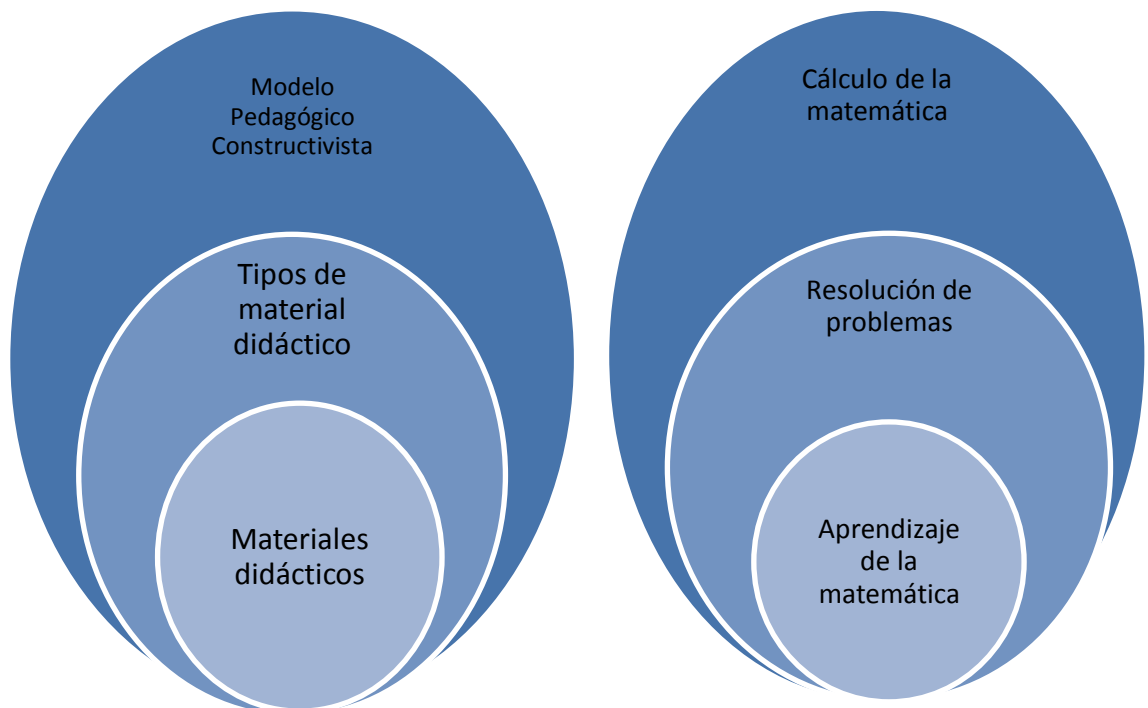 Modelo
Pedagógico
Constructivista
Tipos de
material
didáctico
Materiales
didácticos
Cálculo de la
matemática
Resolución de
problemas
Aprendizaje
de la
matemática